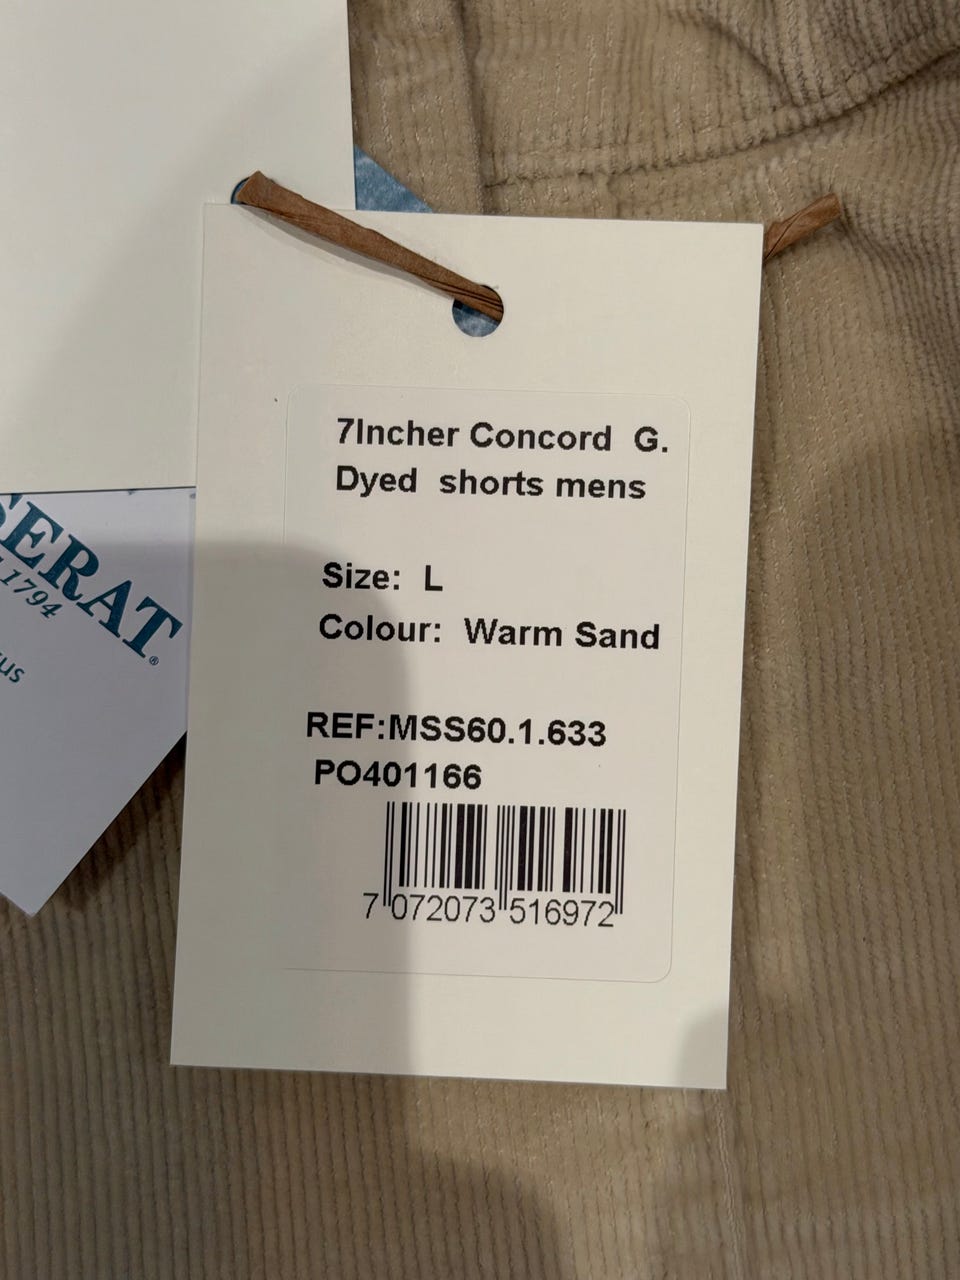 7Incher Concord G.
Dyed shorts mens
Size: L
Colour: Warm Sand
REF:MSS60.1.633
PO401166
7 072073 516972
SERAT®
1794
us